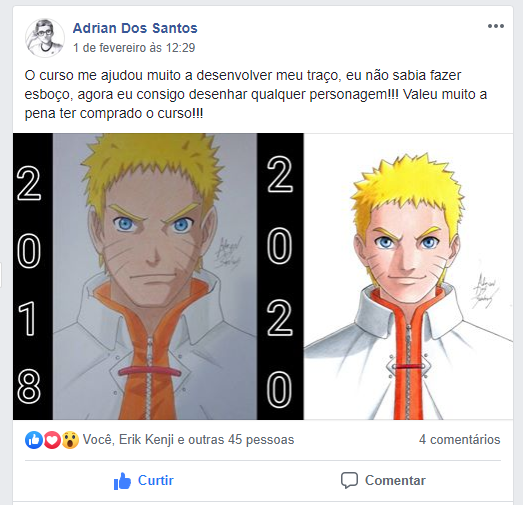 Adrian Dos Santos
1 de fevereiro às 12:29
O curso me ajudou muito a desenvolver meu traço, eu não sabia fazer
esboço, agora eu consigo desenhar qualquer personagem!!! Valeu muito a
pena ter comprado o curso!!!
2018
2020
Você, Erik Kenji e outras 45 pessoas
4 comentários
Curtir
Comentar